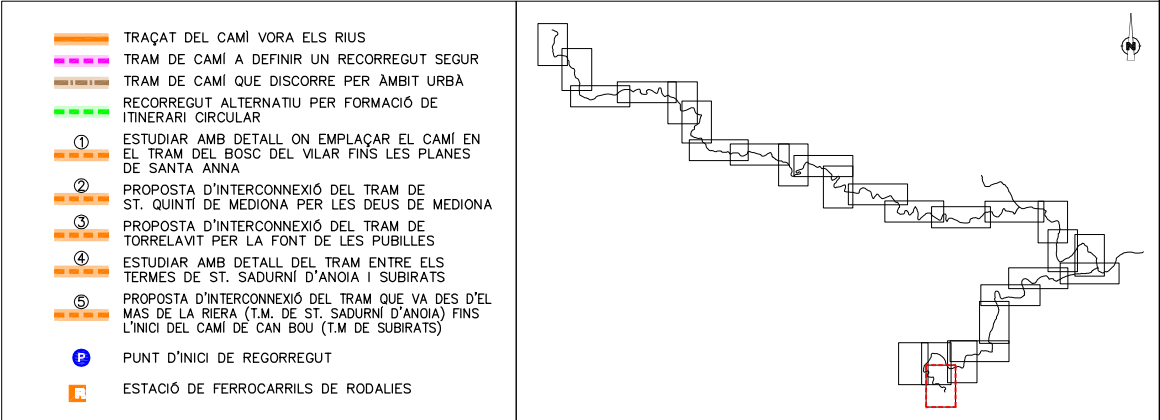 TRAÇAT DEL CAMÌ VORA ELS RIUS
TRAM DE CAMÍ A DEFINIR UN RECORREGUT SEGUR
TRAM DE CAMÍ QUE DISCORRE PER ÀMBIT URBÀ
RECORREGUT ALTERNATIU PER FORMACIÓ DE
ITINERARI CIRCULAR
1
ESTUDIAR AMB DETALL ON EMPLAÇAR EL CAMÍ EN
EL TRAM DEL BOSC DEL VILAR FINS LES PLANES
DE SANTA ANNA
2
PROPOSTA D'INTERCONNEXIÓ DEL TRAM DE
ST. QUINTÍ DE MEDIONA PER LES DEUS DE MEDIONA
3
PROPOSTA D'INTERCONNEXIÓ DEL TRAM DE
TORRELAVIT PER LA FONT DE LES PUBILLES
4
ESTUDIAR AMB DETALL DEL TRAM ENTRE ELS
TERMES DE ST. SADURNÍ D'ANOIA I SUBIRATS
5
PROPOSTA D'INTERCONNEXIÓ DEL TRAM QUE VA DES D'EL
MAS DE LA RIERA (T.M. DE ST. SADURNÍ D'ANOIA) FINS
L'INICI DEL CAMÍ DE CAN BOU (T.M DE SUBIRATS)
P
PUNT D'INICI DE REGORREGUT
R
ESTACIÓ DE FERROCARRILS DE RODALIES
N